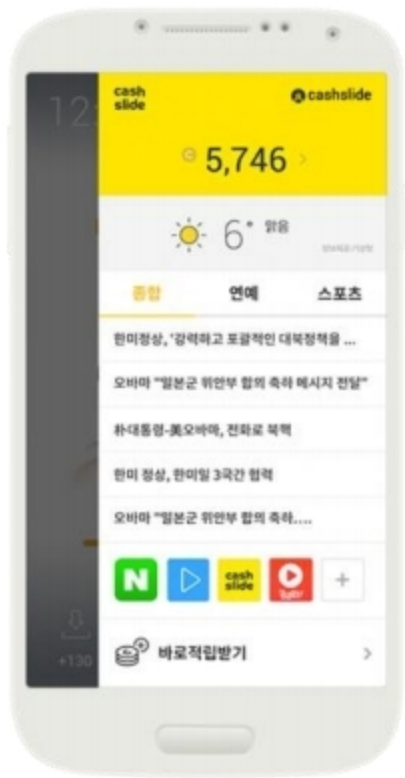 12:
cash
slide
cashslide
5,746 >
6° 맑음
종합 연예 스포츠
한미정상, '강력하고 포괄적인 대북정책을 ...
오바마 "일본군 위안부 합의 축하 메시지 전달"
朴대통령-美오바마, 전화로 북핵
한미 정상, 한미일 3국간 협력
오바마 "일본군 위안부 합의 축하....
N cash
slide +
+130
바로적립받기 >